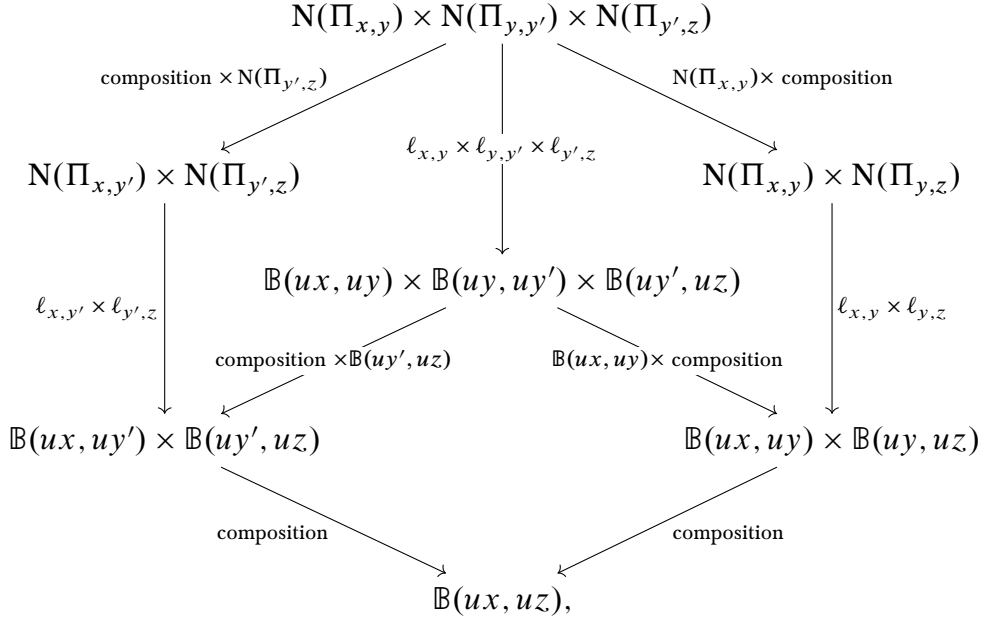 N(Π_{x,y}) × N(Π_{y,y′}) × N(Π_{y′,z})
composition × N(Π_{y′,z})
N(Π_{x,y}) × composition
ℓ_{x,y} × ℓ_{y,y′} × ℓ_{y′,z}
N(Π_{x,y′}) × N(Π_{y′,z})
N(Π_{x,y}) × N(Π_{y,z})
𝔹(ux, uy) × 𝔹(uy, uy′) × 𝔹(uy′, uz)
ℓ_{x,y′} × ℓ_{y′,z}
ℓ_{x,y} × ℓ_{y,z}
composition ×𝔹(uy′, uz)
𝔹(ux, uy)× composition
𝔹(ux, uy′) × 𝔹(uy′, uz)
𝔹(ux, uy) × 𝔹(uy, uz)
composition
composition
𝔹(ux, uz),